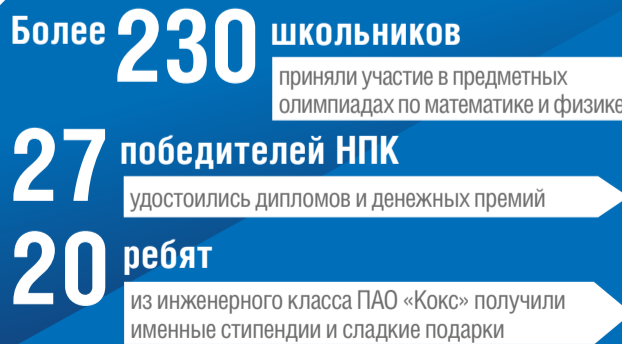 Более 230 школьников
приняли участие в предметных
олимпиадах по математике и физике
27 победителей НПК
удостоились дипломов и денежных премий
20 ребят
из инженерного класса ПАО «Кокс» получили
именные стипендии и сладкие подарки